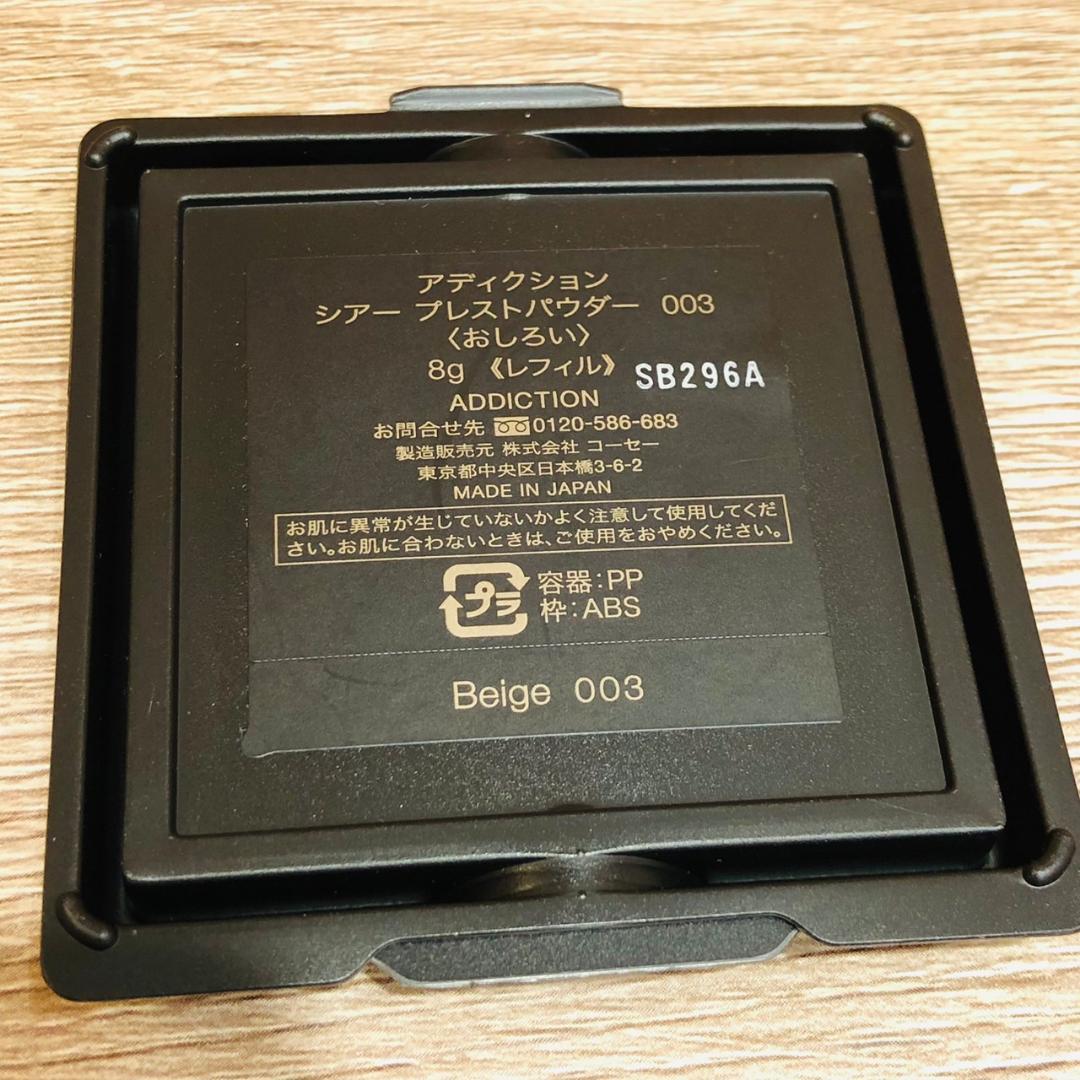 アディクション
シアー プレストパウダー 003
〈おしろい〉
8g 《レフィル》
SB296A
ADDICTION
お問合せ先 0120-586-683
製造販売元 株式会社 コーセー
東京都中央区日本橋3-6-2
MADE IN JAPAN
お肌に異常が生じていないかよく注意して使用してくだ
さい。お肌に合わないときは、ご使用をおやめください。
プラ
容器:PP
枠:ABS
Beige 003